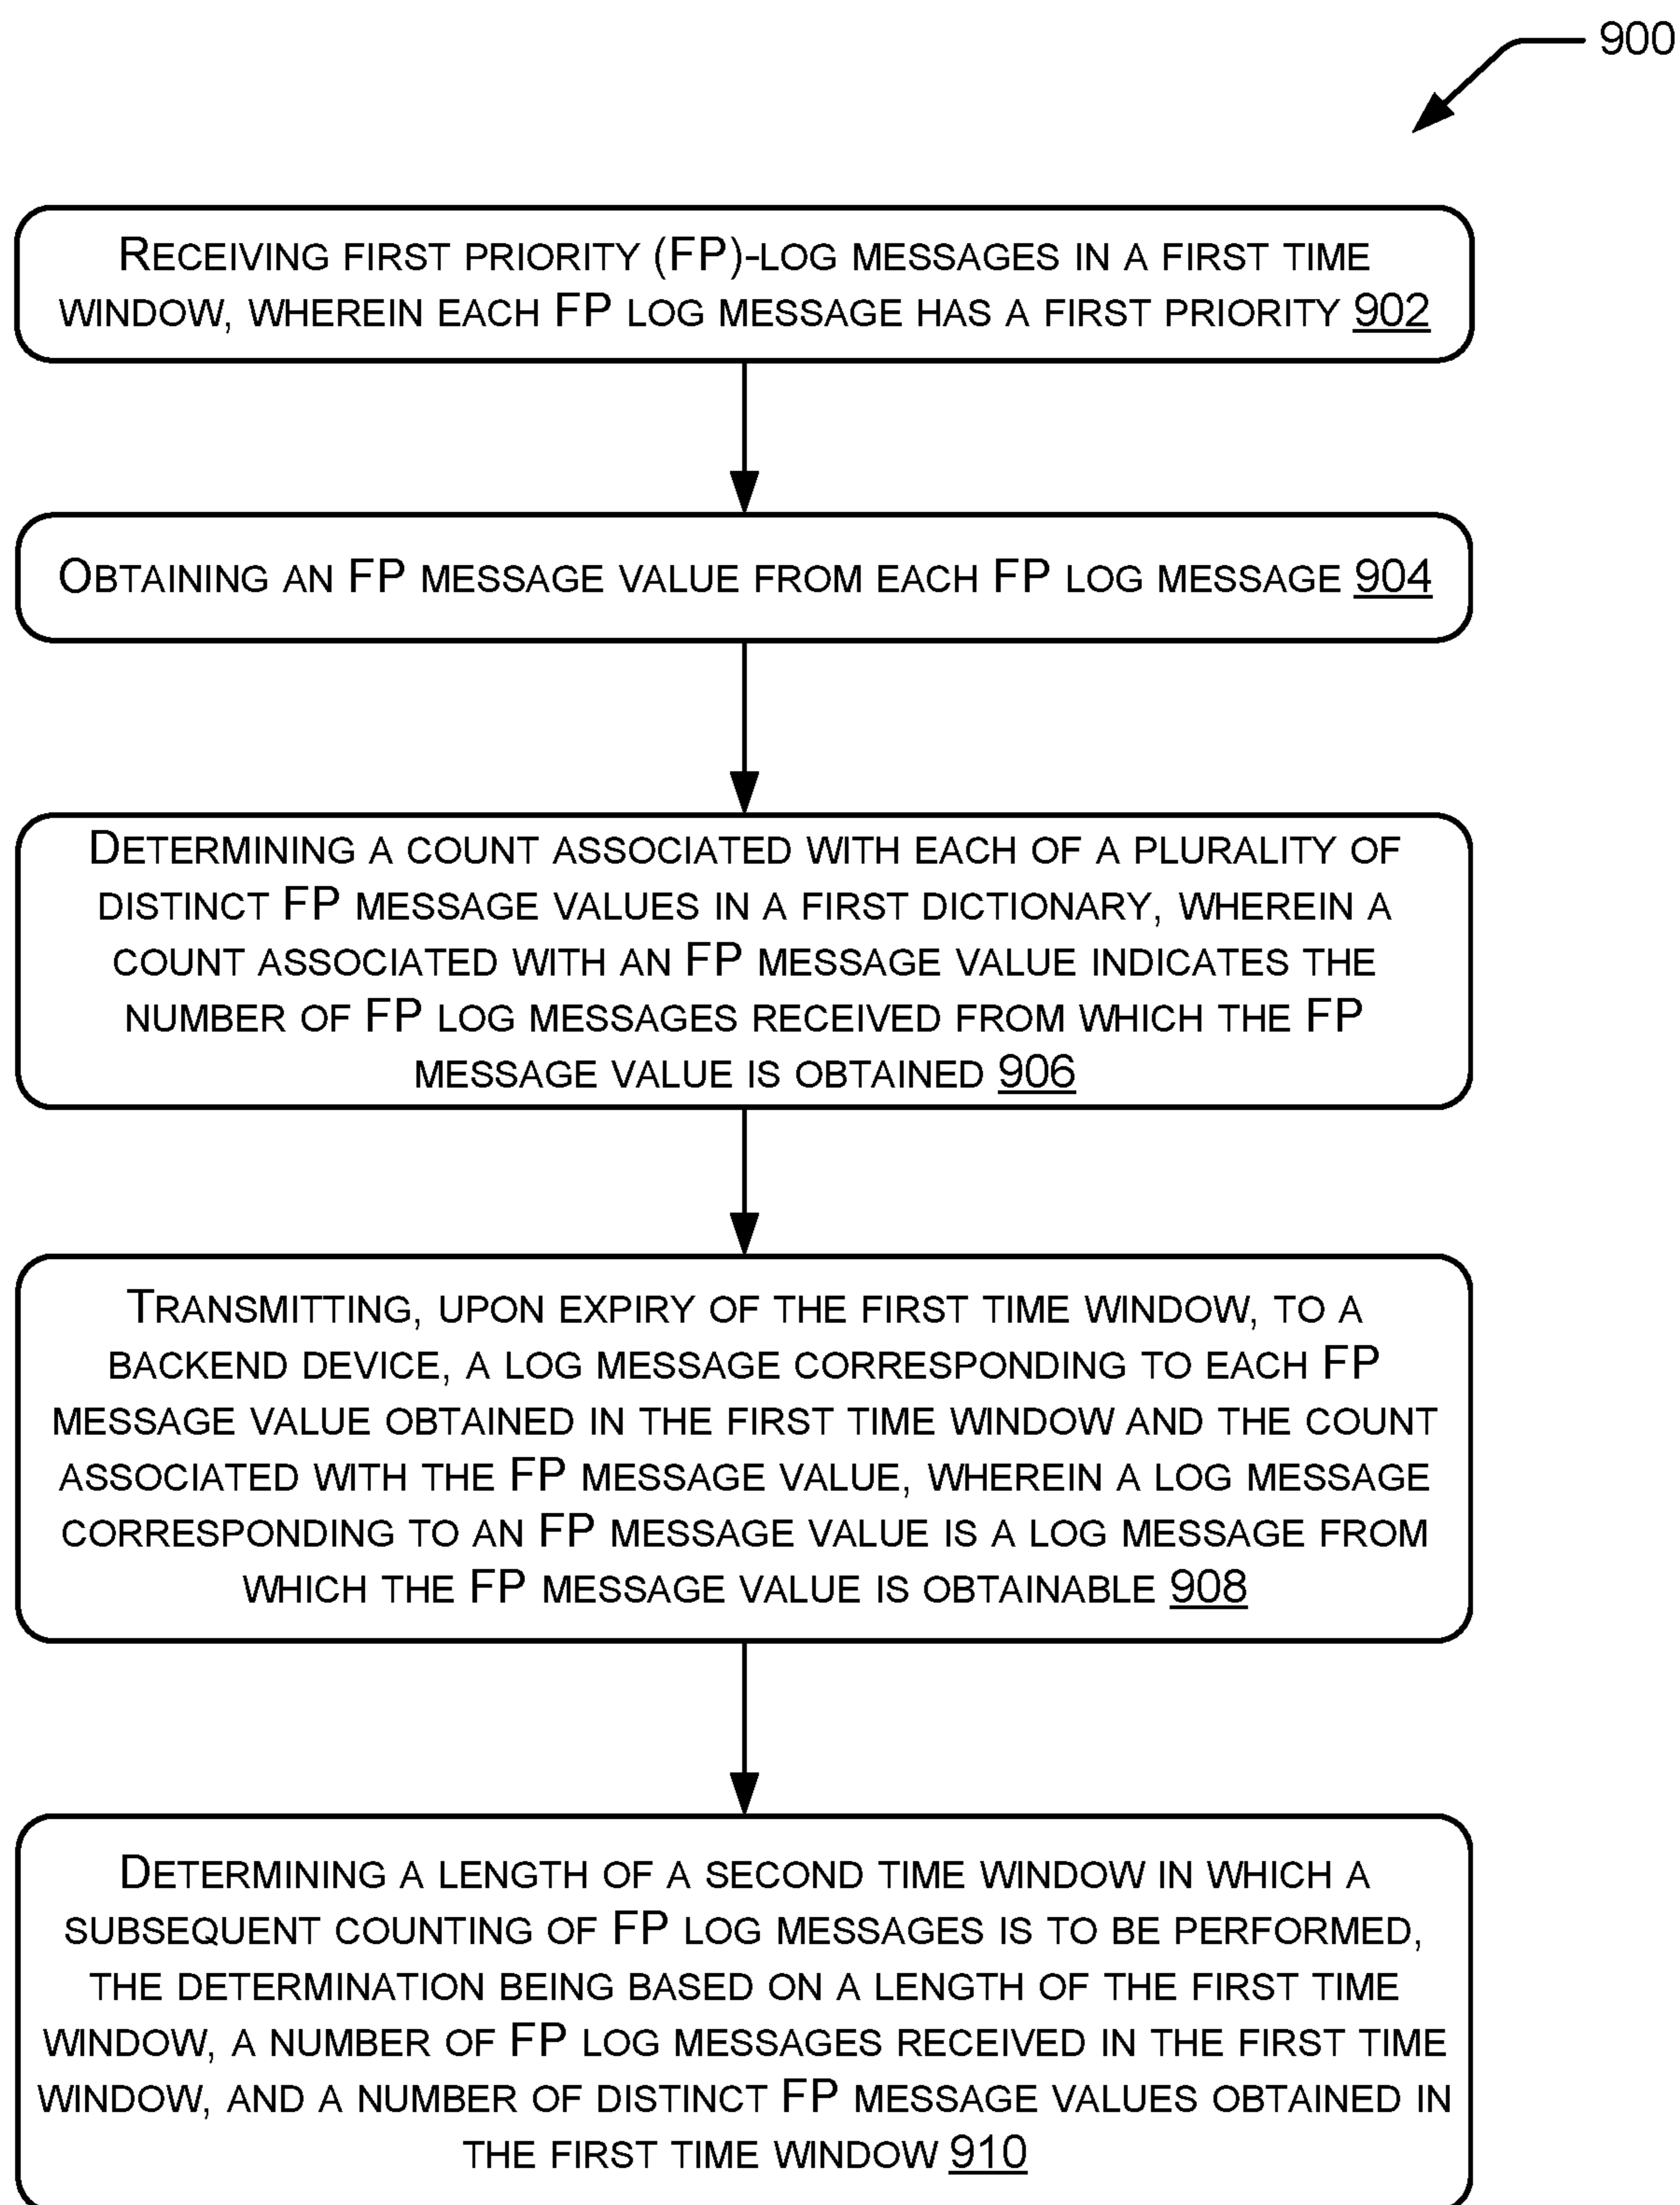 900
RECEIVING FIRST PRIORITY (FP)-LOG MESSAGES IN A FIRST TIME
WINDOW, WHEREIN EACH FP LOG MESSAGE HAS A FIRST PRIORITY 902
OBTAINING AN FP MESSAGE VALUE FROM EACH FP LOG MESSAGE 904
DETERMINING A COUNT ASSOCIATED WITH EACH OF A PLURALITY OF
DISTINCT FP MESSAGE VALUES IN A FIRST DICTIONARY, WHEREIN A
COUNT ASSOCIATED WITH AN FP MESSAGE VALUE INDICATES THE
NUMBER OF FP LOG MESSAGES RECEIVED FROM WHICH THE FP
MESSAGE VALUE IS OBTAINED 906
TRANSMITTING, UPON EXPIRY OF THE FIRST TIME WINDOW, TO A
BACKEND DEVICE, A LOG MESSAGE CORRESPONDING TO EACH FP
MESSAGE VALUE OBTAINED IN THE FIRST TIME WINDOW AND THE COUNT
ASSOCIATED WITH THE FP MESSAGE VALUE, WHEREIN A LOG MESSAGE
CORRESPONDING TO AN FP MESSAGE VALUE IS A LOG MESSAGE FROM
WHICH THE FP MESSAGE VALUE IS OBTAINABLE 908
DETERMINING A LENGTH OF A SECOND TIME WINDOW IN WHICH A
SUBSEQUENT COUNTING OF FP LOG MESSAGES IS TO BE PERFORMED,
THE DETERMINATION BEING BASED ON A LENGTH OF THE FIRST TIME
WINDOW, A NUMBER OF FP LOG MESSAGES RECEIVED IN THE FIRST TIME
WINDOW, AND A NUMBER OF DISTINCT FP MESSAGE VALUES OBTAINED IN
THE FIRST TIME WINDOW 910